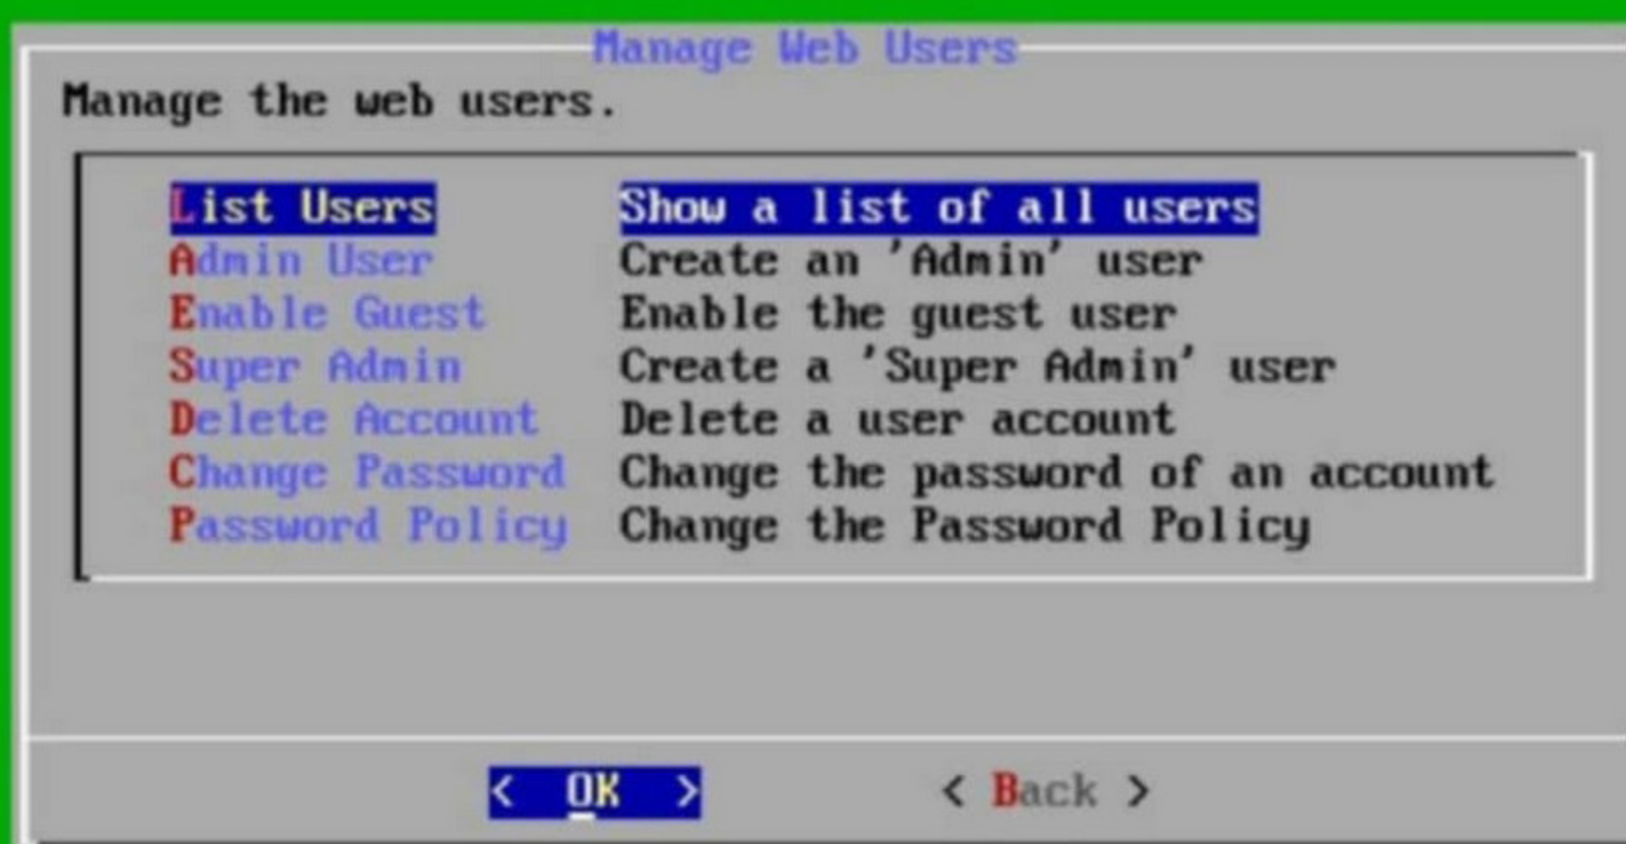 Manage Web Users
Manage the web users.
List Users Show a list of all users
Admin User Create an 'Admin' user
Enable Guest Enable the guest user
Super Admin Create a 'Super Admin' user
Delete Account Delete a user account
Change Password Change the password of an account
Password Policy Change the Password Policy
< OK > < Back >